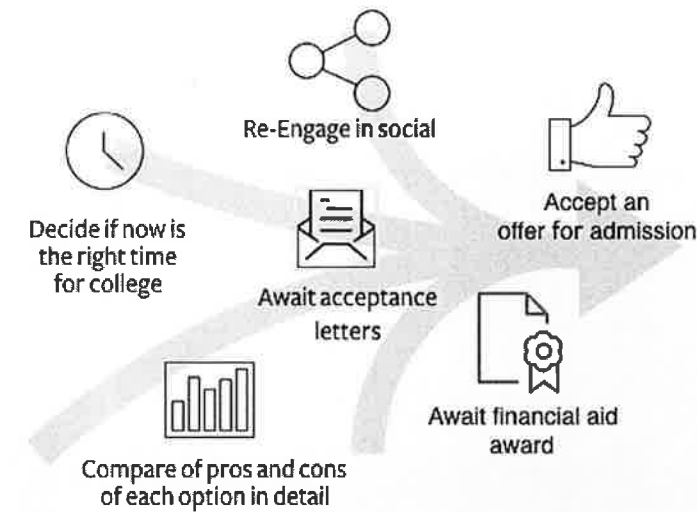 Re-Engage in social
Accept an
offer for admission
Decide if now is
the right time
for college
Await acceptance
letters
Await financial aid
award
Compare of pros and cons
of each option in detail